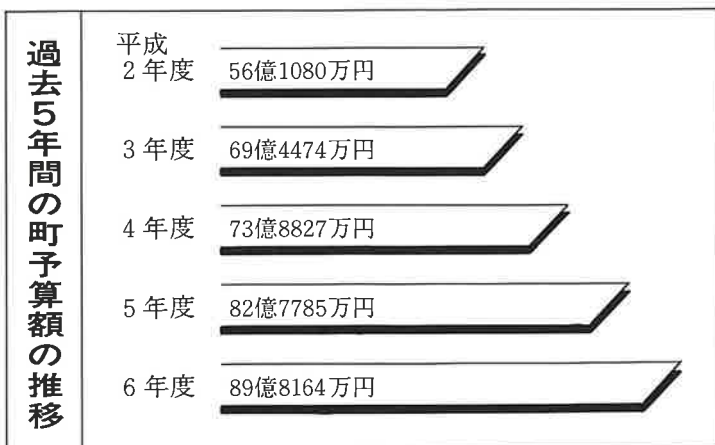 過去5年間の町予算額の推移
平成
2年度 56億1080万円
3年度 69億4474万円
4年度 73億8827万円
5年度 82億7785万円
6年度 89億8164万円